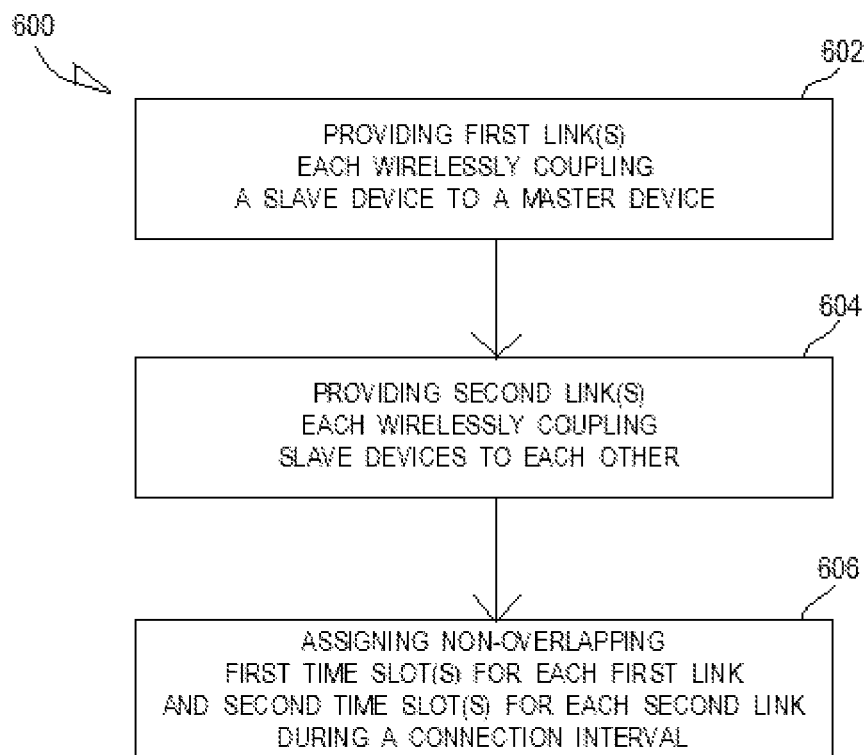 600
602
PROVIDING FIRST LINK(S)
EACH WIRELESSLY COUPLING
A SLAVE DEVICE TO A MASTER DEVICE
604
PROVIDING SECOND LINK(S)
EACH WIRELESSLY COUPLING
SLAVE DEVICES TO EACH OTHER
606
ASSIGNING NON-OVERLAPPING
FIRST TIME SLOT(S) FOR EACH FIRST LINK
AND SECOND TIME SLOT(S) FOR EACH SECOND LINK
DURING A CONNECTION INTERVAL